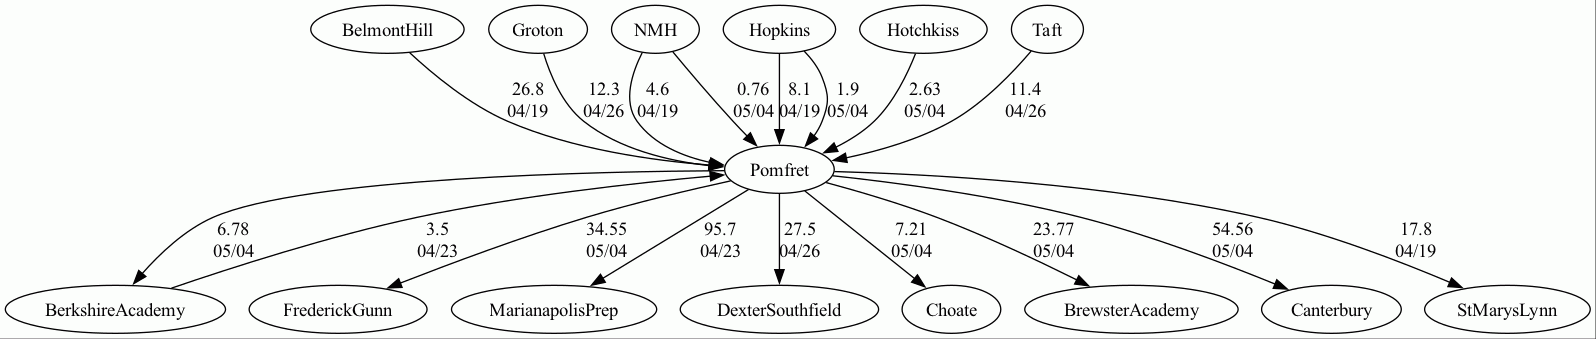 BelmontHill Groton NMH Hopkins Hotchkiss Taft
26.8 12.3 4.6 0.76 8.1 1.9 2.63 11.4
04/19 04/26 04/19 05/04 04/19 05/04 05/04 04/26
Pomfret
6.78 3.5 34.55 95.7 27.5 7.21 23.77 54.56 17.8
05/04 04/23 05/04 04/23 04/26 05/04 05/04 05/04 04/19
BerkshireAcademy FrederickGunn MarianapolisPrep DexterSouthfield Choate BrewsterAcademy Canterbury StMarysLynn